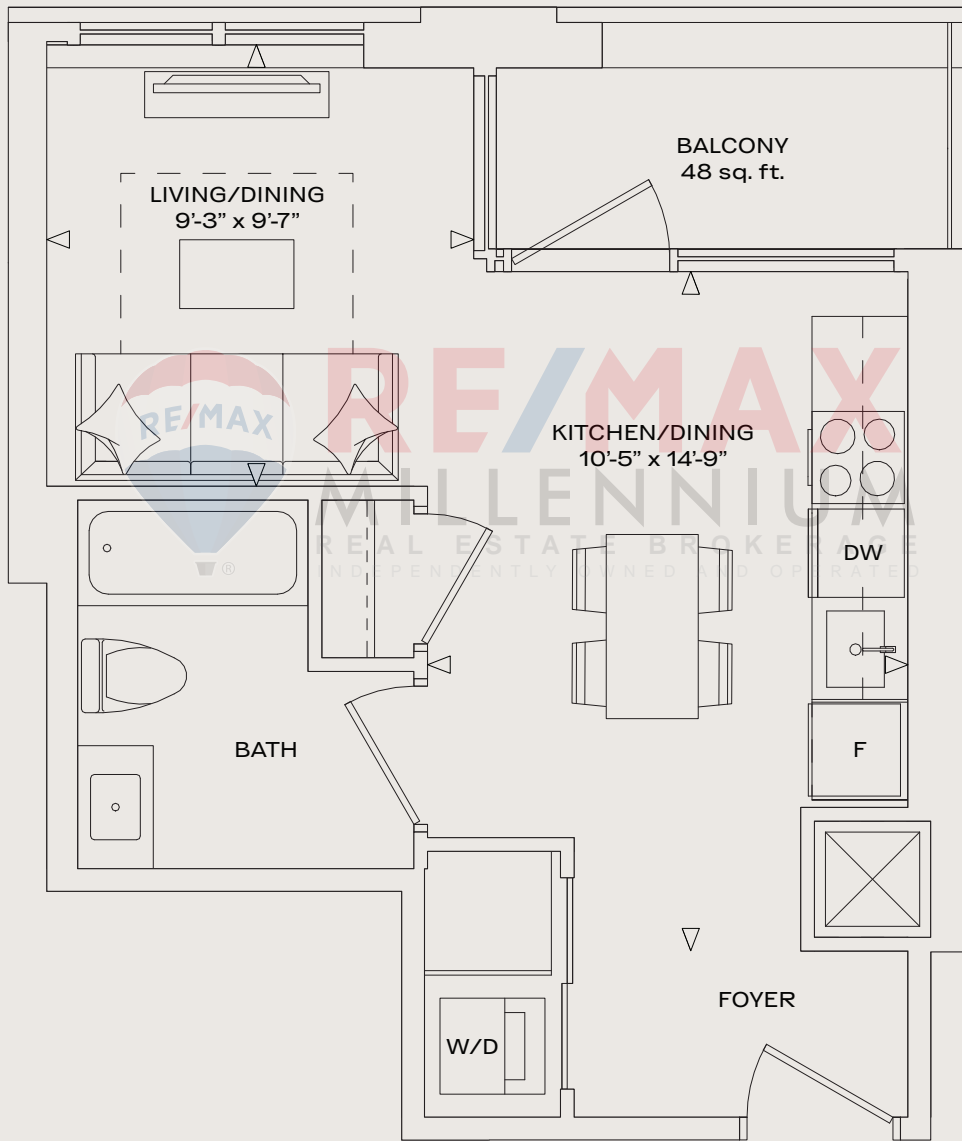 BALCONY
48 sq. ft.
LIVING/DINING
9'-3" x 9'-7"
RE/MAX
RE/MAX
®
KITCHEN/DINING
10'-5" x 14'-9"
MILLENNIUM
REAL ESTATE BROKERAGE
INDEPENDENTLY OWNED AND OPERATED
DW
BATH
F
FOYER
W/D